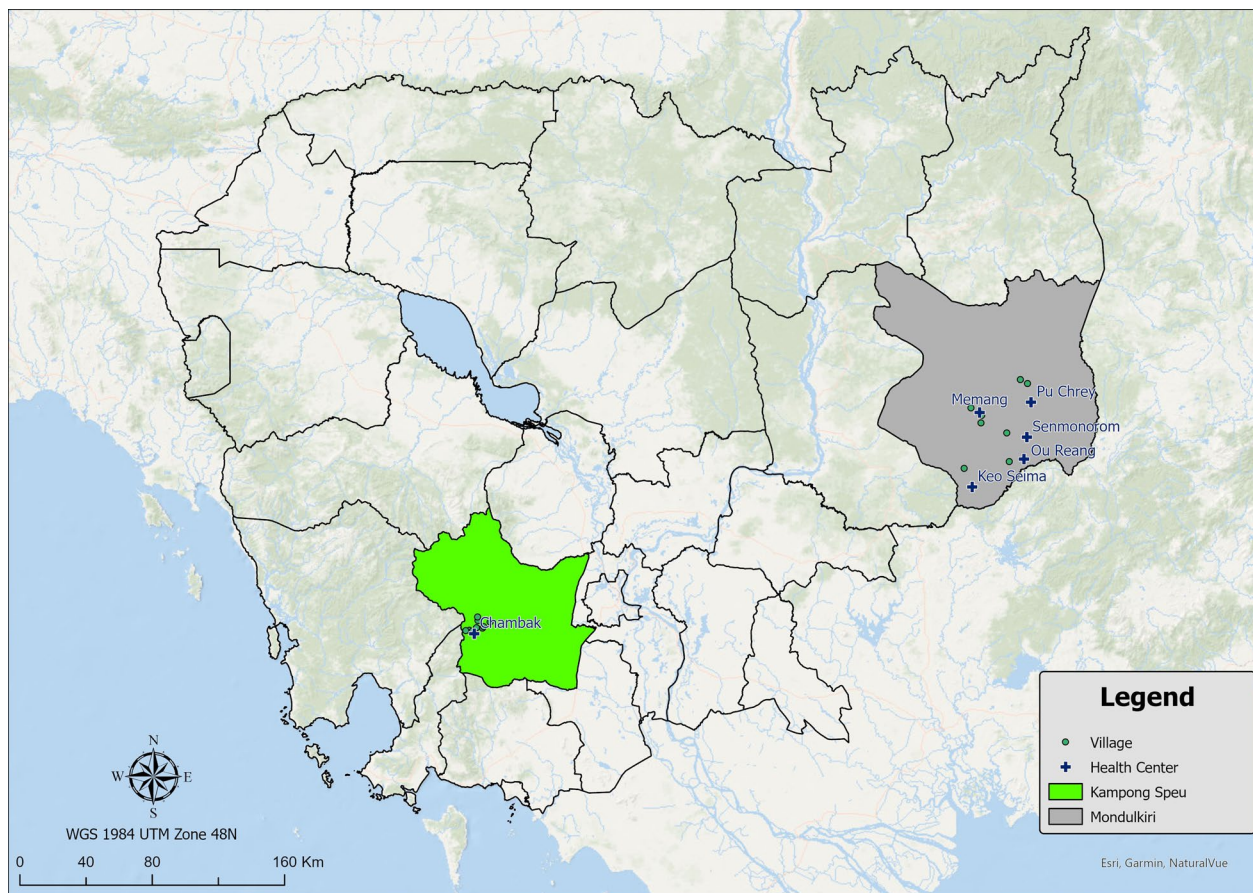 Pu Chrey
Memang
Senmonorom
Ou Reang
Keo Seima
Chambak
Legend
Village
Health Center
Kampong Speu
Mondulkiri
N
W E
S
WGS 1984 UTM Zone 48N
0 40 80 160 Km
Esri, Garmin, NaturalVue